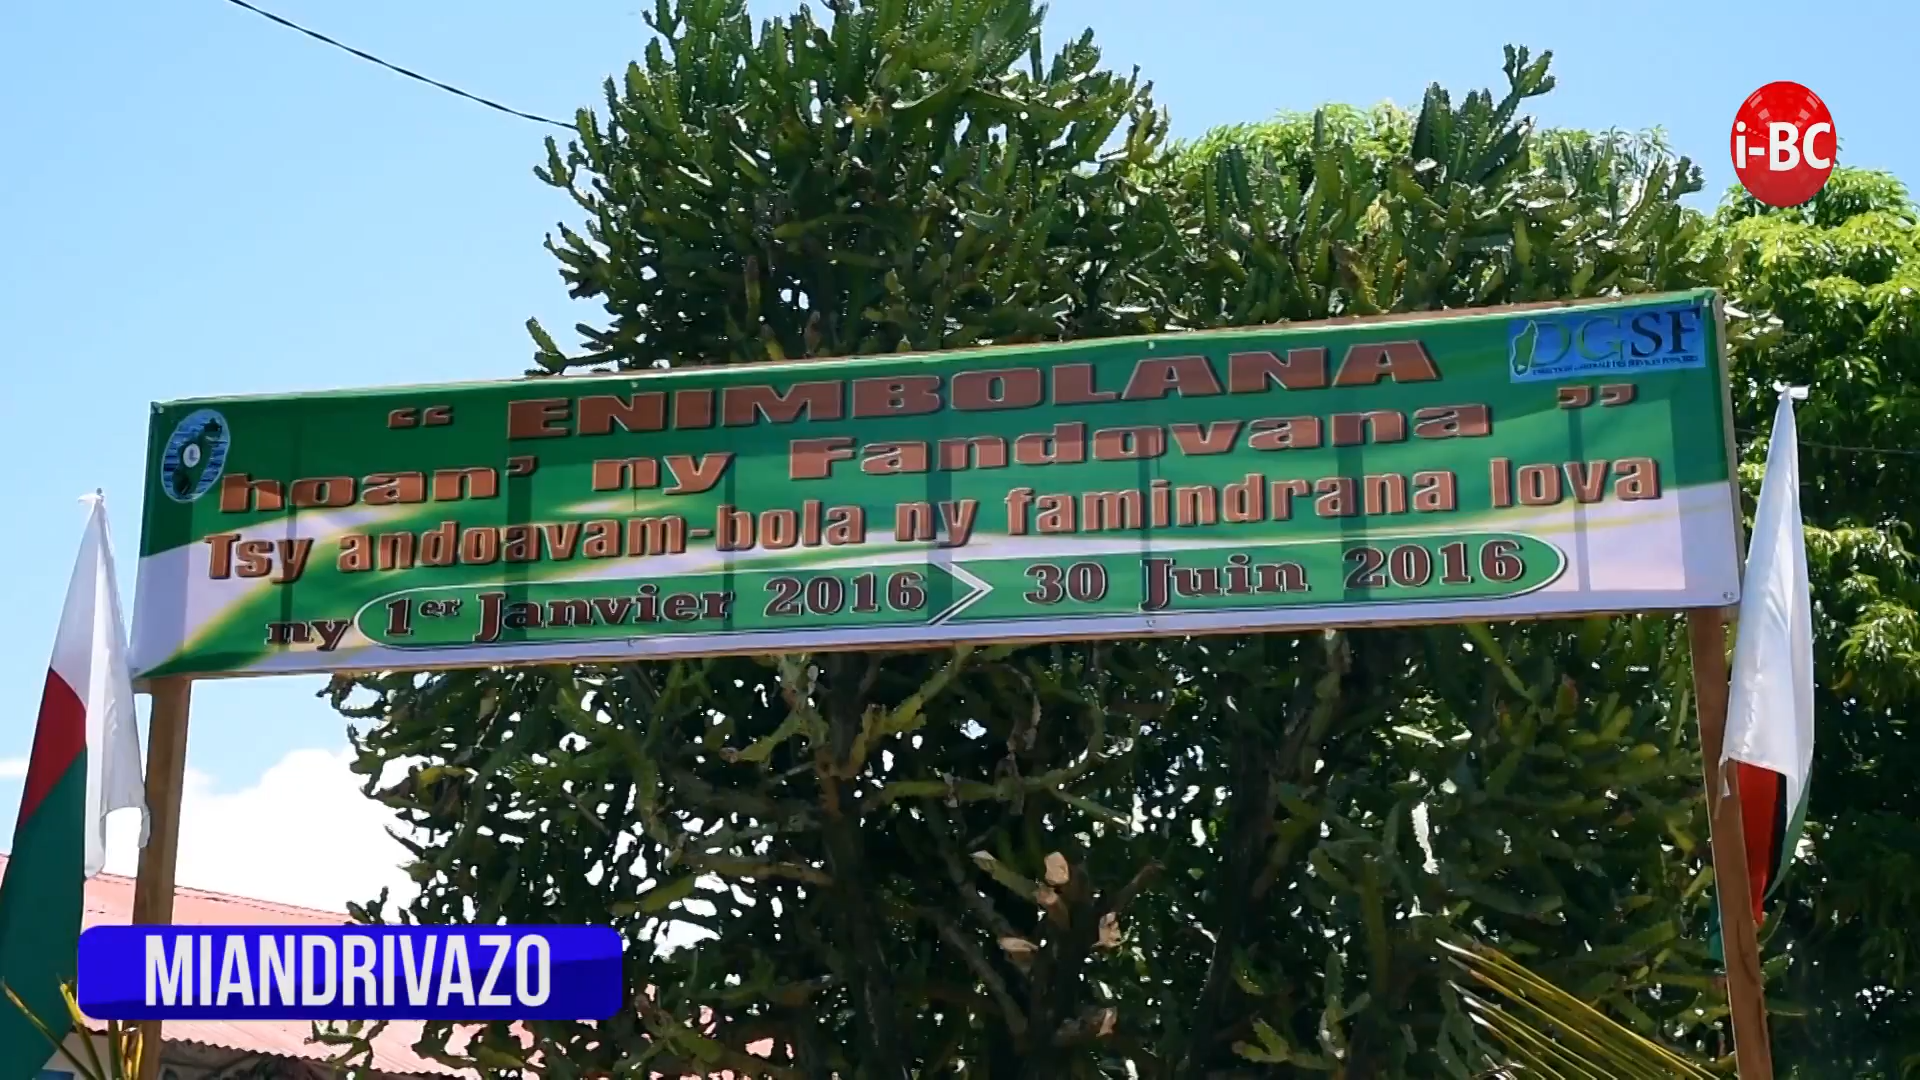 i-BC
DGSF
“ ENIMBOLANA
hoan’ ny Fandovana ”
Tsy andoavam-bola ny famindrana lova
ny 1er Janvier 2016 > 30 Juin 2016
MIANDRIVAZO